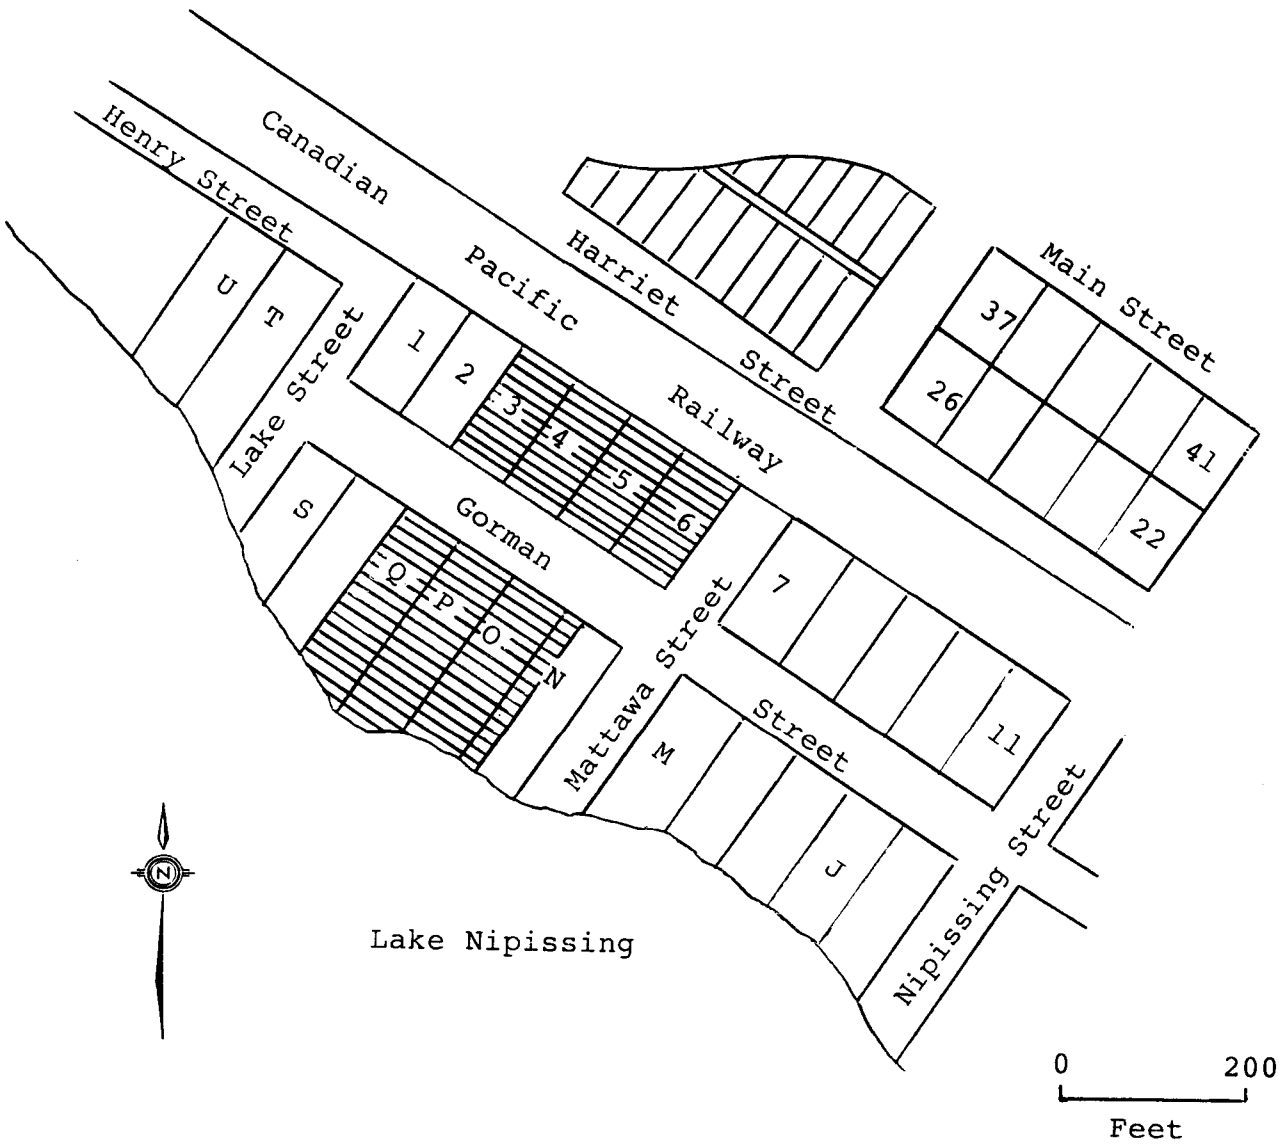 Canadian
Pacific
Railway
Henry Street
Harriet
Street
Main Street
37
26
41
22
U
T
Lake Street
1
2
3
4
5
6
7
11
Gorman
Street
S
Q
P
O
N
Mattawa Street
M
J
Nipissing Street
N
Lake Nipissing
0 200
Feet